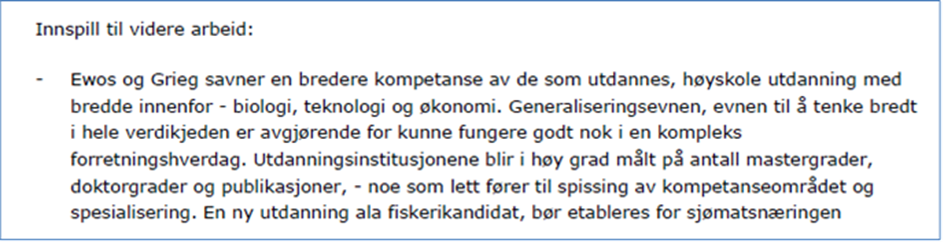 Innspill til videre arbeid:
- Ewos og Grieg savner en bredere kompetanse av de som utdannes, høyskole utdanning med
bredde innenfor - biologi, teknologi og økonomi. Generaliseringsevnen, evnen til å tenke bredt
i hele verdikjeden er avgjørende for kunne fungere godt nok i en kompleks
forretningshverdag. Utdanningsinstitusjonene blir i høy grad målt på antall mastergrader,
doktorgrader og publikasjoner, - noe som lett fører til spissing av kompetanseområdet og
spesialisering. En ny utdanning ala fiskerikandidat, bør etableres for sjømatsnæringen